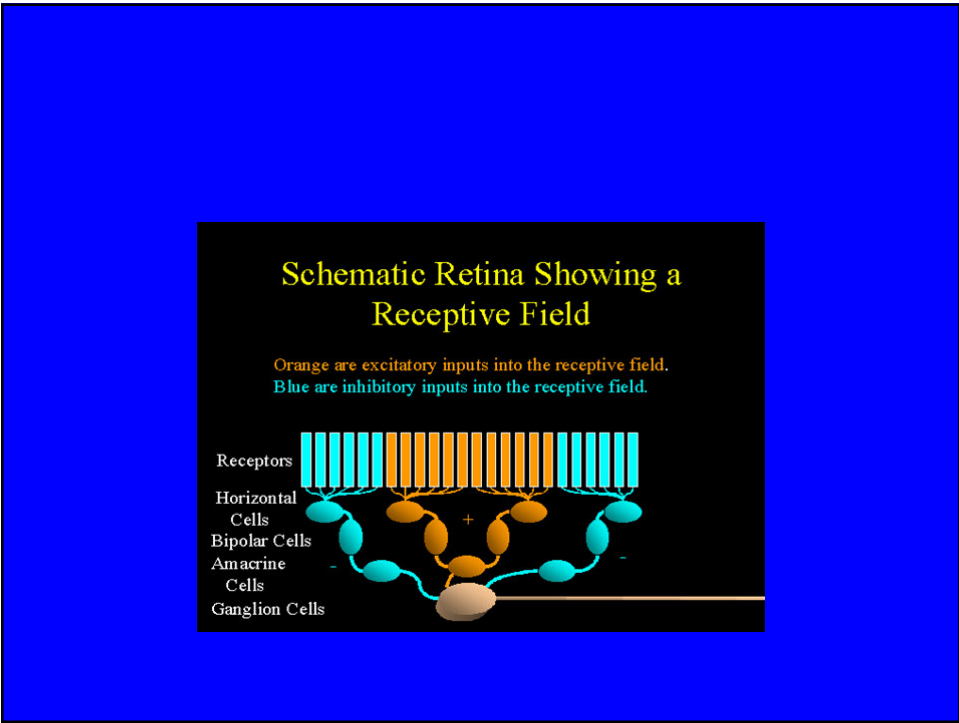 Schematic Retina Showing a
Receptive Field
Orange are excitatory inputs into the receptive field.
Blue are inhibitory inputs into the receptive field.
Receptors
Horizontal
Cells
+
Bipolar Cells
Amacrine
- -
Cells
Ganglion Cells